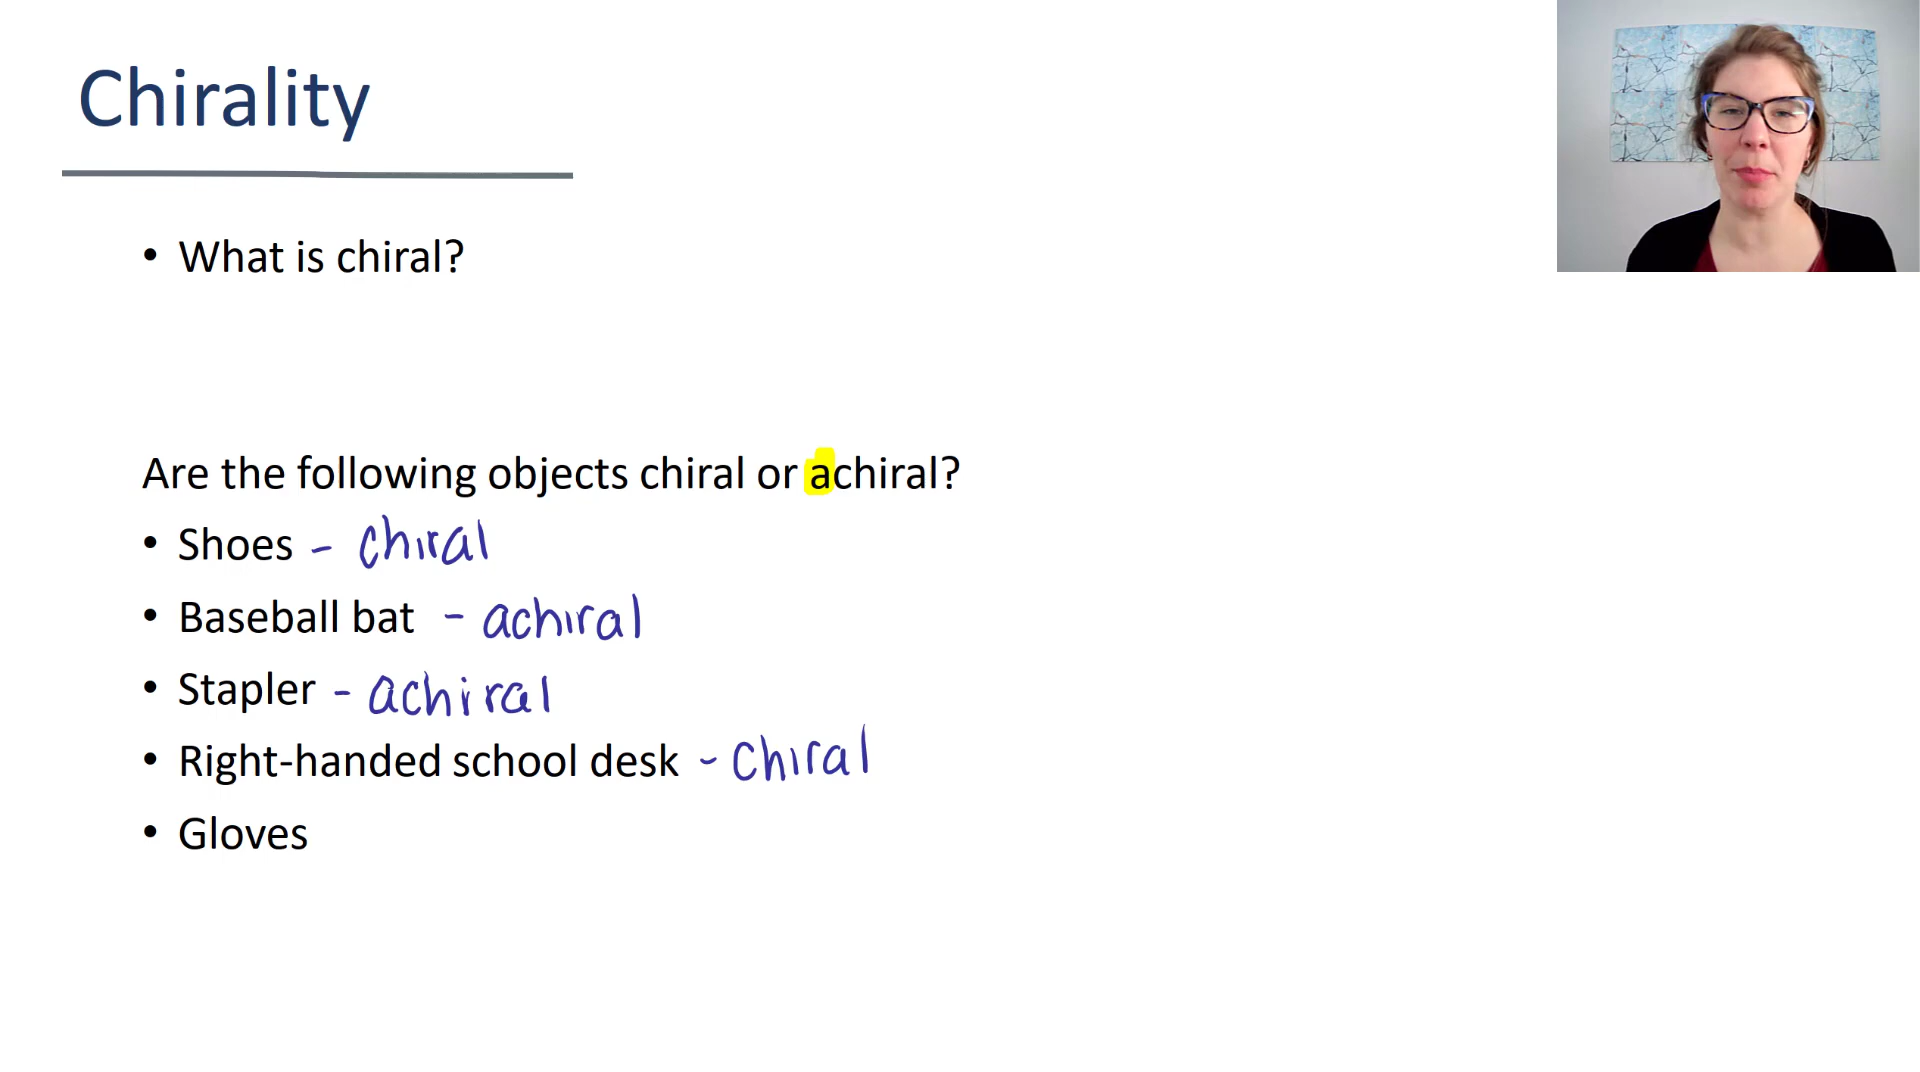 Chirality
• What is chiral?
Are the following objects chiral or achiral?
• Shoes - chiral
• Baseball bat - achiral
• Stapler - achiral
• Right-handed school desk - chiral
• Gloves